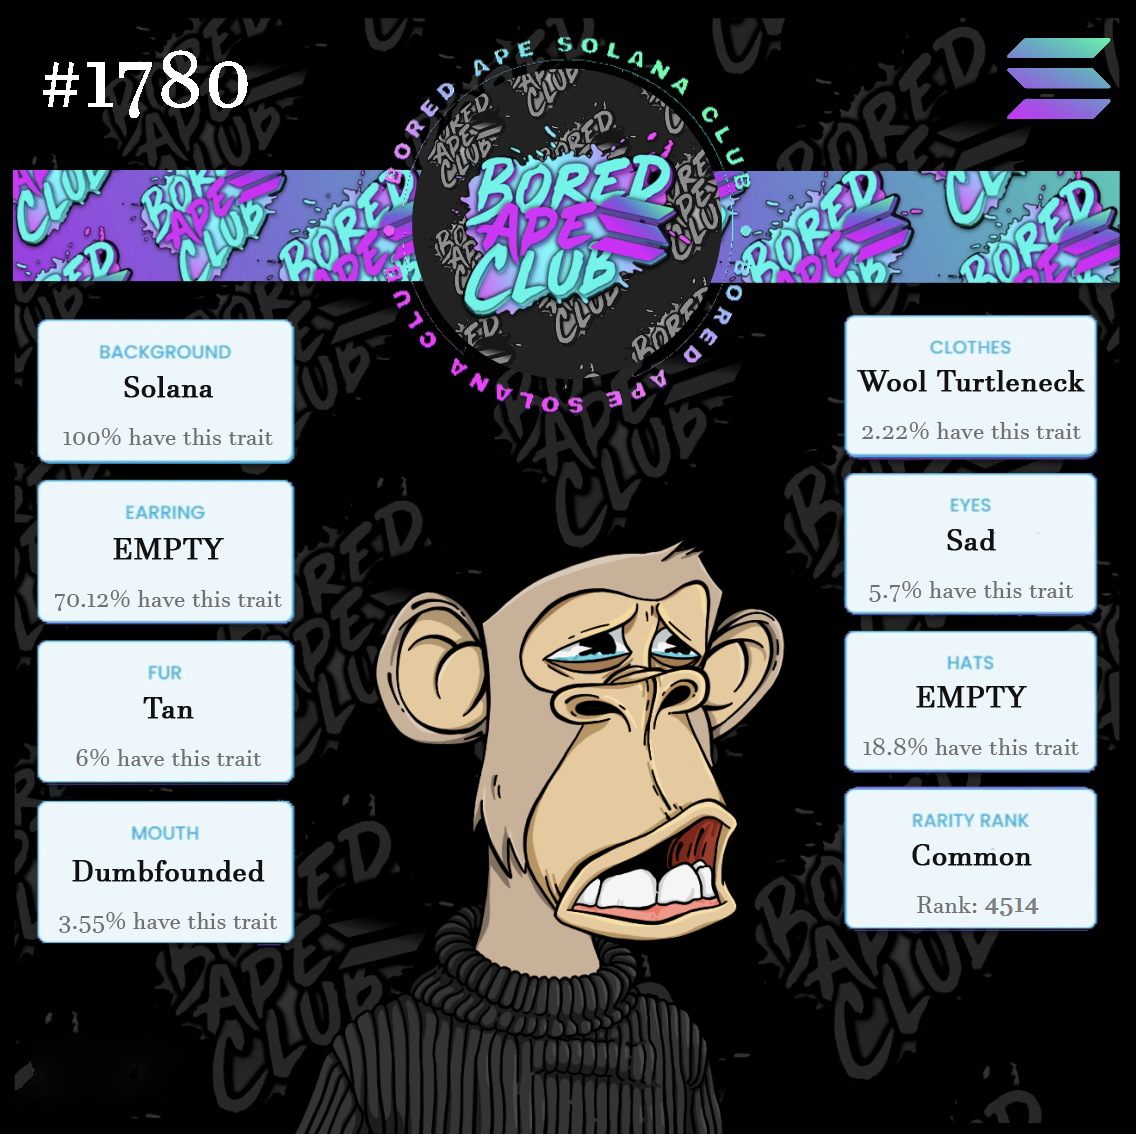 #1780
BORED APE SOLANA CLUB
BORED APE SOLANA CLUB
BORED
APE
CLUB
BACKGROUND
Solana
100% have this trait
EARRING
EMPTY
70.12% have this trait
FUR
Tan
6% have this trait
MOUTH
Dumbfounded
3.55% have this trait
CLOTHES
Wool Turtleneck
2.22% have this trait
EYES
Sad
5.7% have this trait
HATS
EMPTY
18.8% have this trait
RARITY RANK
Common
Rank: 4514